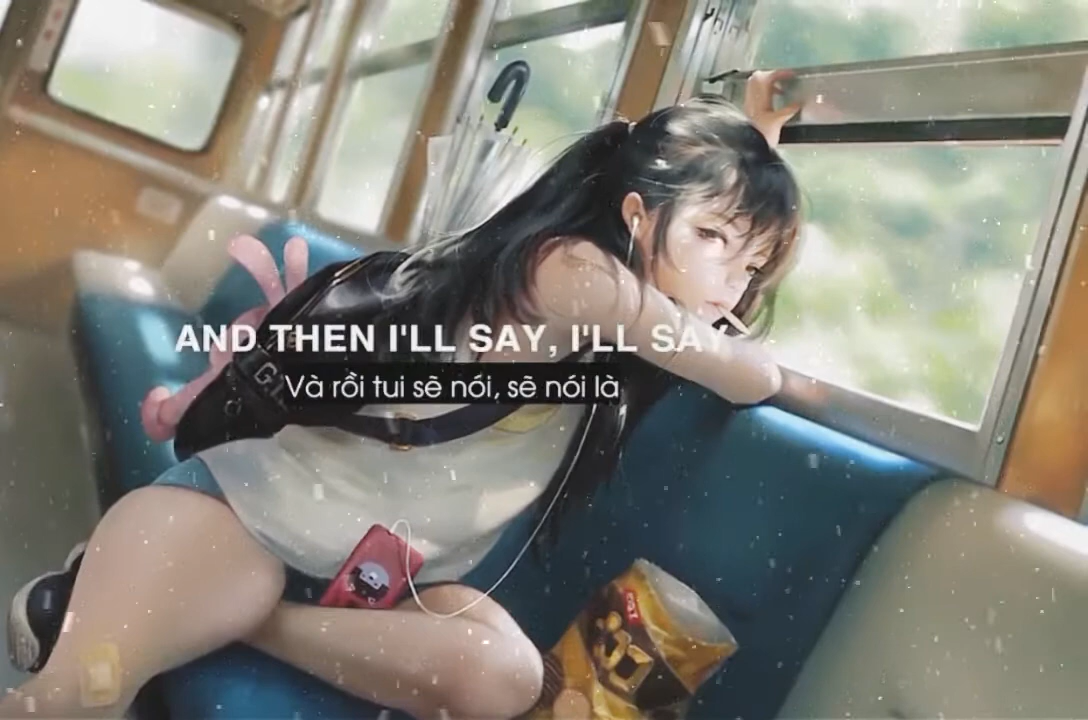 AND THEN I'LL SAY, I'LL SAY
Và rồi tui sẽ nói, sẽ nói là